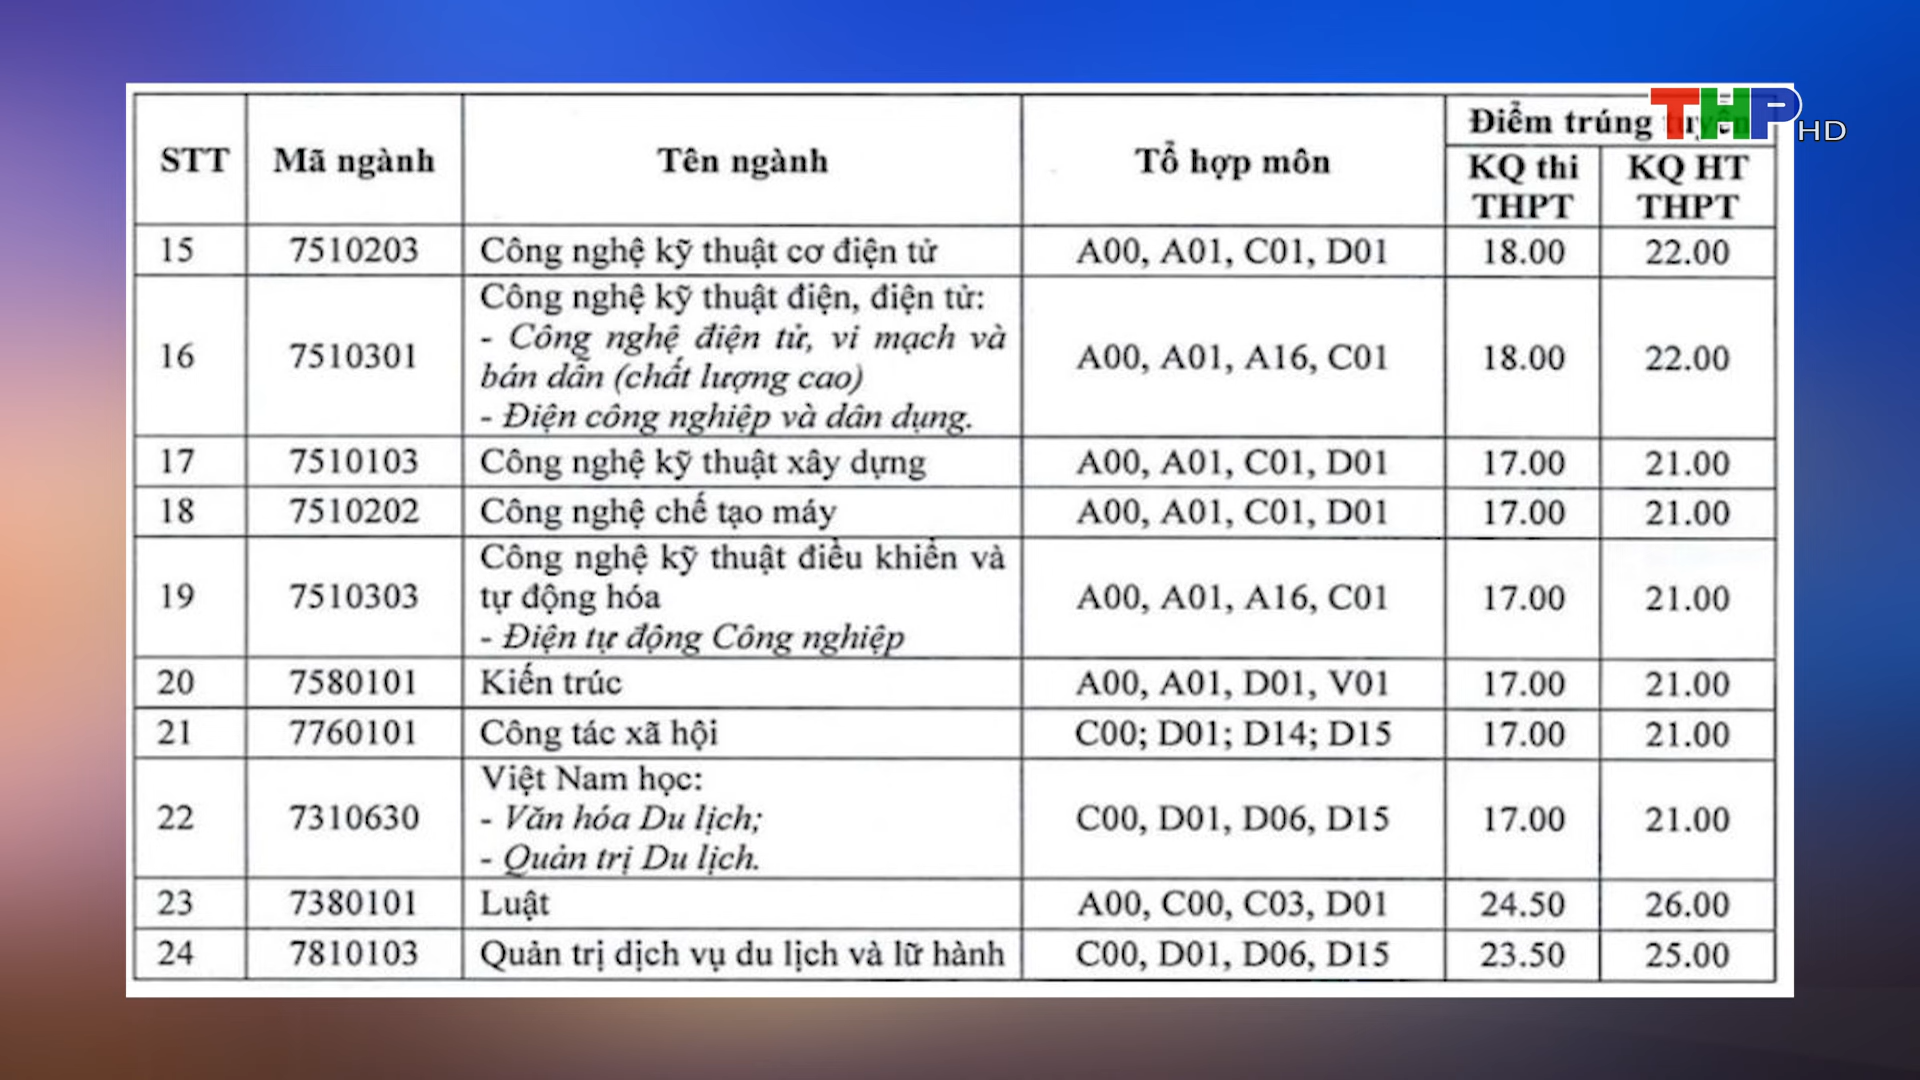 THP HD
STT Mã ngành Tên ngành Tổ hợp môn Điểm trúng tuyển
KQ thi THPT KQ HT THPT
15 7510203 Công nghệ kỹ thuật cơ điện tử A00, A01, C01, D01 18.00 22.00
16 7510301 Công nghệ kỹ thuật điện, điện tử:
- Công nghệ điện tử, vi mạch và
bán dẫn (chất lượng cao)
- Điện công nghiệp và dân dụng. A00, A01, A16, C01 18.00 22.00
17 7510103 Công nghệ kỹ thuật xây dựng A00, A01, C01, D01 17.00 21.00
18 7510202 Công nghệ chế tạo máy A00, A01, C01, D01 17.00 21.00
19 7510303 Công nghệ kỹ thuật điều khiển và
tự động hóa
- Điện tự động Công nghiệp A00, A01, A16, C01 17.00 21.00
20 7580101 Kiến trúc A00, A01, D01, V01 17.00 21.00
21 7760101 Công tác xã hội C00; D01; D14; D15 17.00 21.00
22 7310630 Việt Nam học:
- Văn hóa Du lịch;
- Quản trị Du lịch. C00, D01, D06, D15 17.00 21.00
23 7380101 Luật A00, C00, C03, D01 24.50 26.00
24 7810103 Quản trị dịch vụ du lịch và lữ hành C00, D01, D06, D15 23.50 25.00